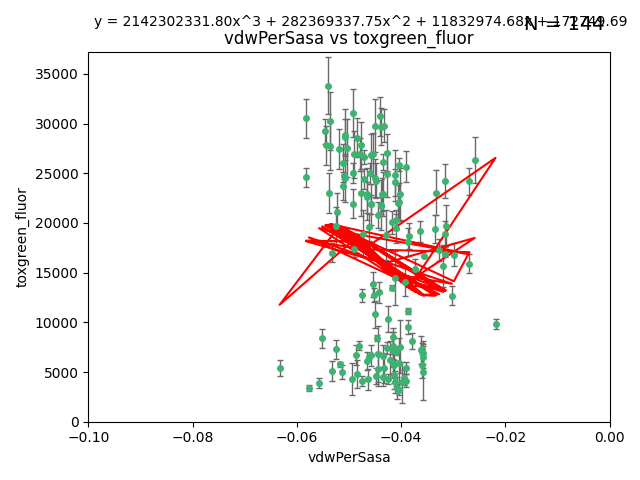 y = 2142302331.80x^3 + 282369337.75x^2 + 11832974.68x + 172749.69
N = 144
vdwPerSasa vs toxgreen_fluor
35000
30000
25000
20000
15000
10000
5000
0
toxgreen_fluor
−0.10
−0.08
−0.06
−0.04
−0.02
0.00
vdwPerSasa